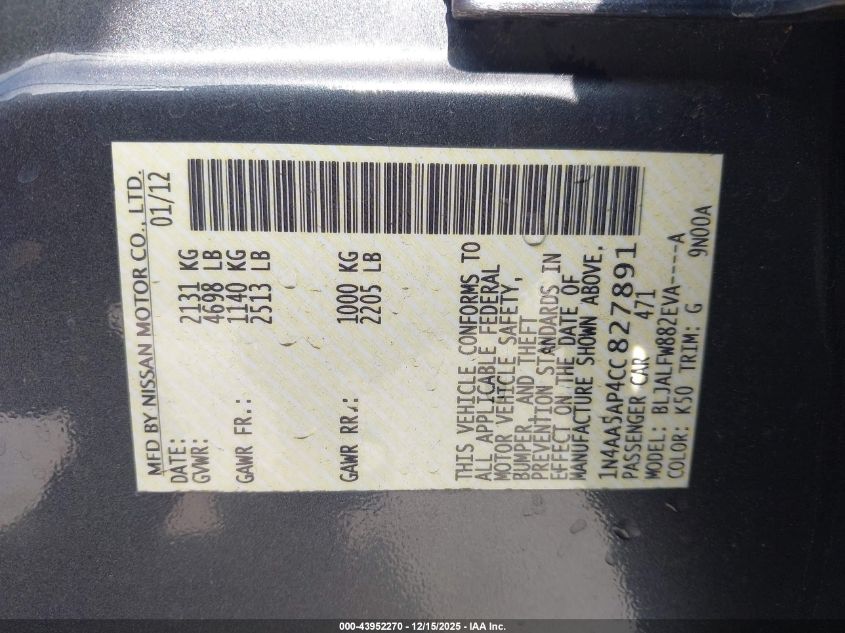 MFD BY NISSAN MOTOR CO., LTD.
DATE: 01/12
GVWR: 2131 KG
4698 LB
GAWR FR.: 1140 KG
2513 LB
GAWR RR.: 1000 KG
2205 LB
THIS VEHICLE CONFORMS TO
ALL APPLICABLE FEDERAL
MOTOR VEHICLE SAFETY,
BUMPER, AND THEFT
PREVENTION STANDARDS IN
EFFECT ON THE DATE OF
MANUFACTURE SHOWN ABOVE.
1N4AA5AP4CC827891
PASSENGER CAR 471
MODEL: BLJALFW882EVA----A
COLOR: K50 TRIM: G 9N00A
000-43952270 - 12/15/2025 - IAA Inc.